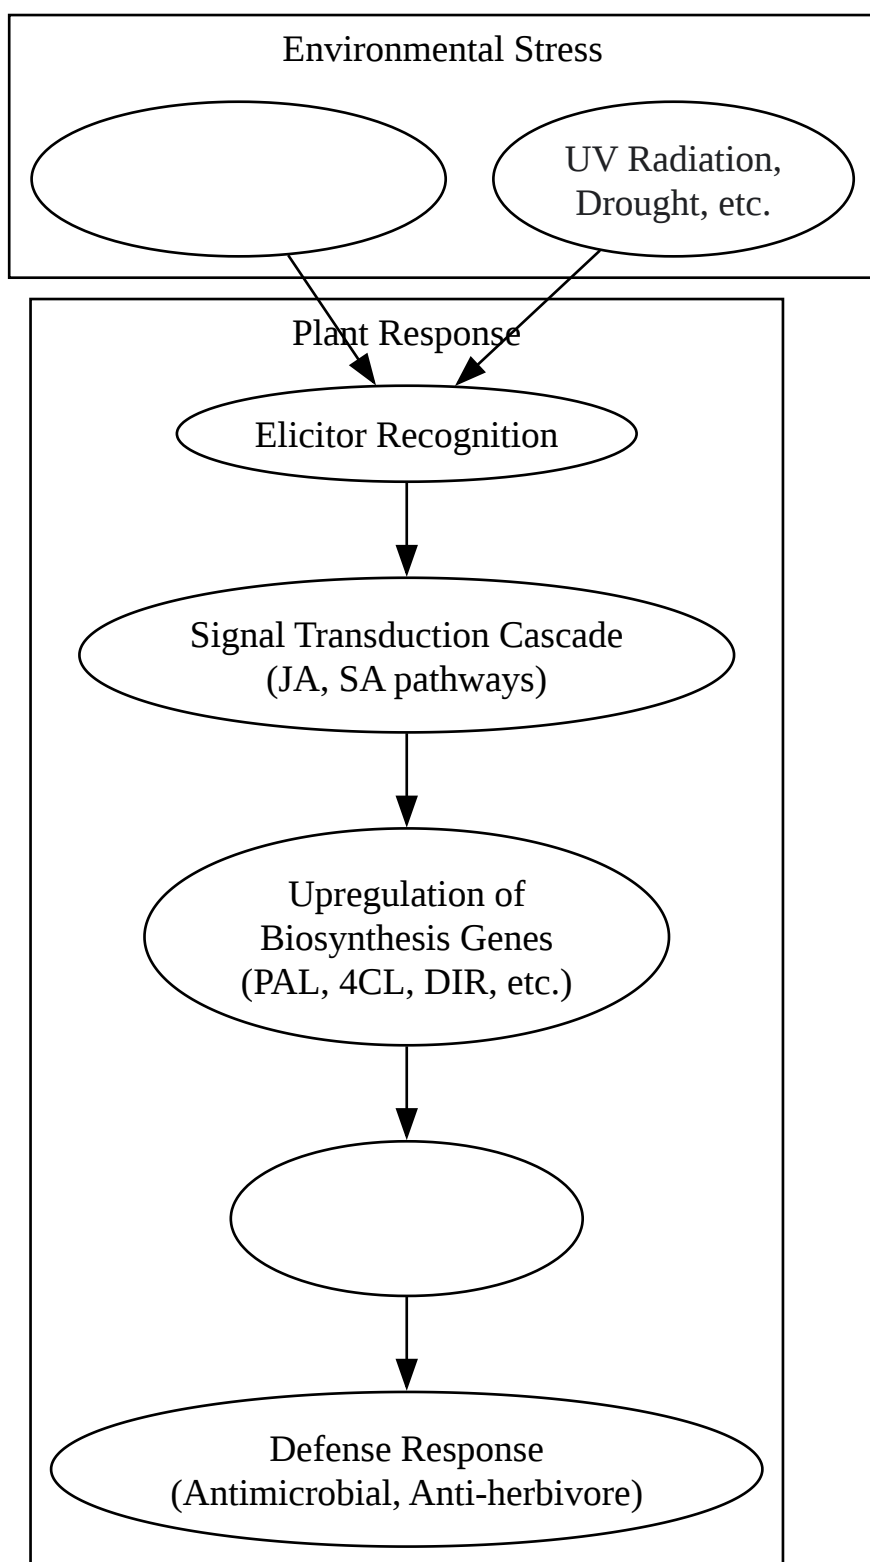 Environmental Stress
UV Radiation,
Drought, etc.
Plant Response
Elicitor Recognition
Signal Transduction Cascade
(JA, SA pathways)
Upregulation of
Biosynthesis Genes
(PAL, 4CL, DIR, etc.)
Defense Response
(Antimicrobial, Anti-herbivore)